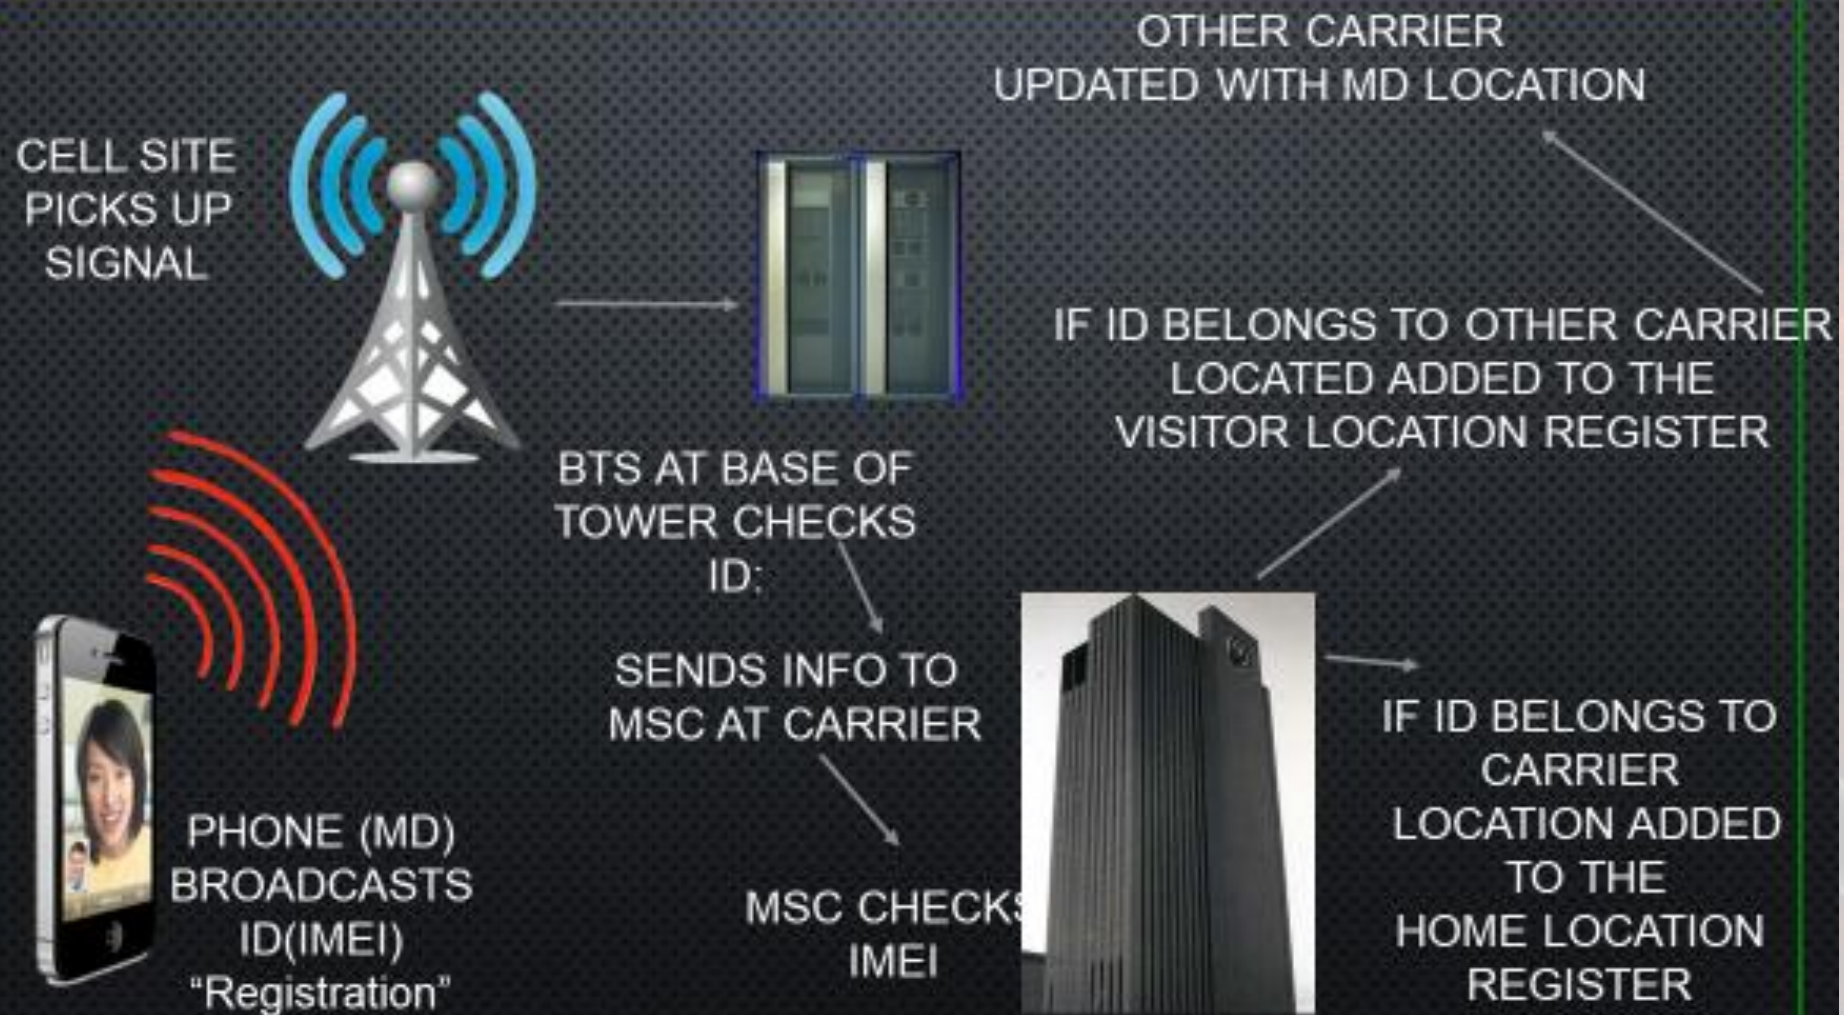 CELL SITE
PICKS UP
SIGNAL
PHONE (MD)
BROADCASTS
ID(IMEI)
“Registration”
BTS AT BASE OF
TOWER CHECKS
ID:
SENDS INFO TO
MSC AT CARRIER
MSC CHECKS
IMEI
OTHER CARRIER
UPDATED WITH MD LOCATION
IF ID BELONGS TO OTHER CARRIER
LOCATED ADDED TO THE
VISITOR LOCATION REGISTER
IF ID BELONGS TO
CARRIER
LOCATION ADDED
TO THE
HOME LOCATION
REGISTER